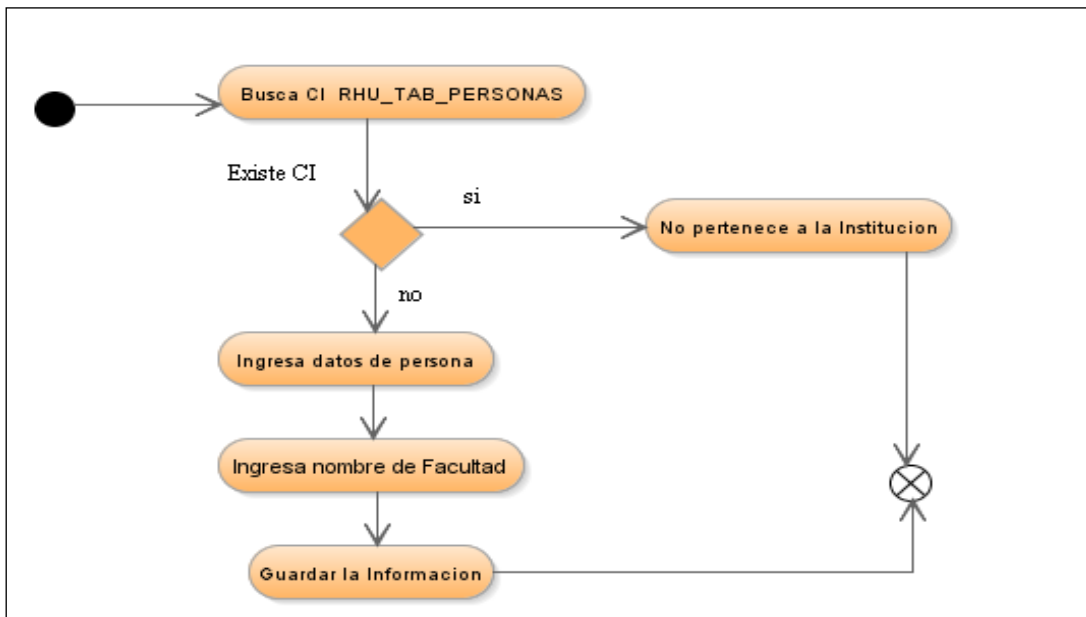 Busca CI RHU_TAB_PERSONAS
Existe CI
si
No pertenece a la Institucion
no
Ingresa datos de persona
Ingresa nombre de Facultad
Guardar la Informacion